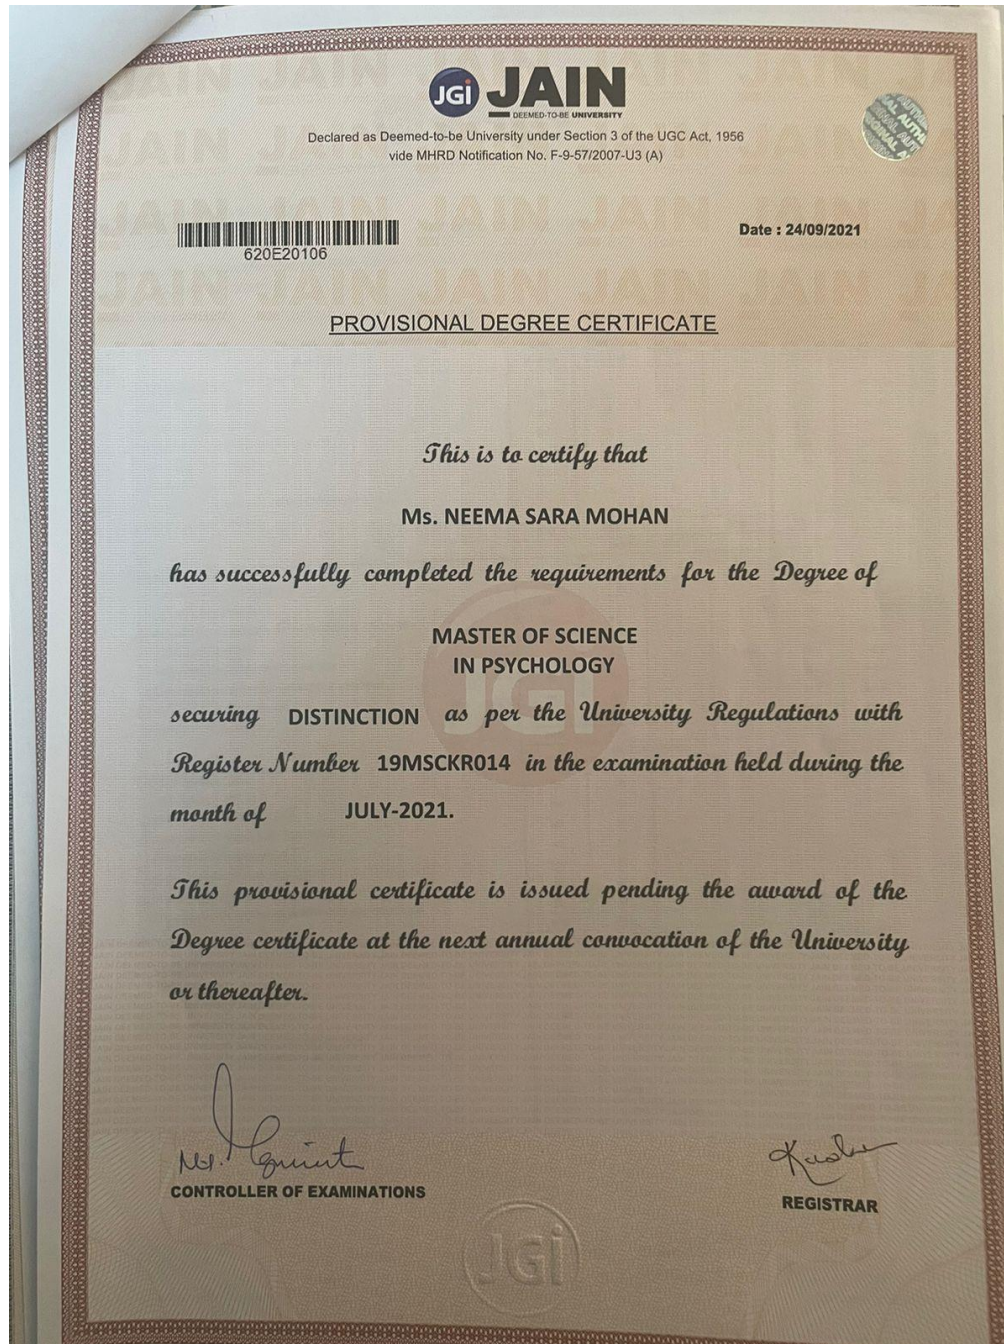 JGi JAIN
DEEMED-TO-BE UNIVERSITY
Declared as Deemed-to-be University under Section 3 of the UGC Act, 1956
vide MHRD Notification No. F-9-57/2007-U3 (A)
620E20106
Date : 24/09/2021
PROVISIONAL DEGREE CERTIFICATE
This is to certify that
Ms. NEEMA SARA MOHAN
has successfully completed the requirements for the Degree of
MASTER OF SCIENCE
IN PSYCHOLOGY
JGi
securing DISTINCTION as per the University Regulations with
Register Number 19MSCKR014 in the examination held during the
month of JULY-2021.
This provisional certificate is issued pending the award of the
Degree certificate at the next annual convocation of the University
or thereafter.
CONTROLLER OF EXAMINATIONS
REGISTRAR
JGi